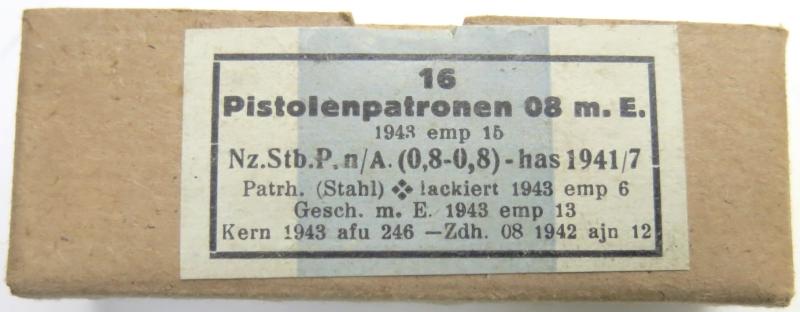 16
Pistolenpatronen 08 m. E.
1943 emp 15
Nz.Stb.P. n/A. (0,8-0,8) - has 1941/7
Patrh. (Stahl) ❖ lackiert 1943 emp 6
Gesch. m. E. 1943 emp 13
Kern 1943 afu 246 —Zdh. 08 1942 ajn 12